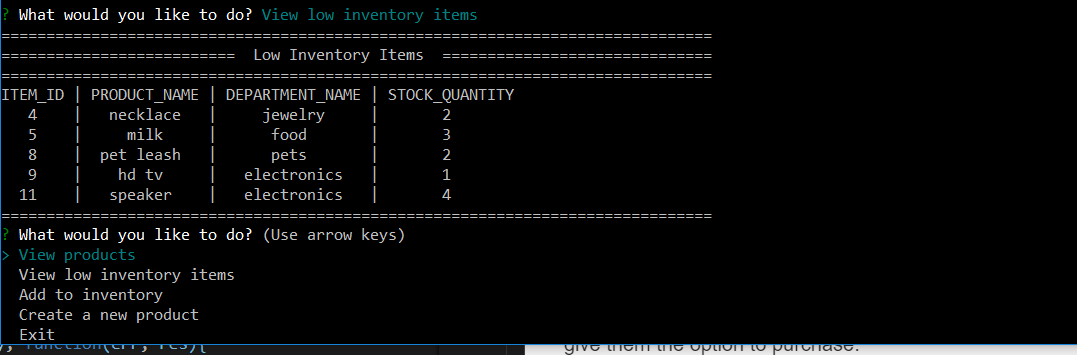 ? What would you like to do? View low inventory items
===============================================================================
========================== Low Inventory Items ==============================
===============================================================================
ITEM_ID | PRODUCT_NAME | DEPARTMENT_NAME | STOCK_QUANTITY
4 | necklace | jewelry | 2
5 | milk | food | 3
8 | pet leash | pets | 2
9 | hd tv | electronics | 1
11 | speaker | electronics | 4
===============================================================================
? What would you like to do? (Use arrow keys)
> View products
View low inventory items
Add to inventory
Create a new product
Exit
function(err, res){
give them the option to purchase.